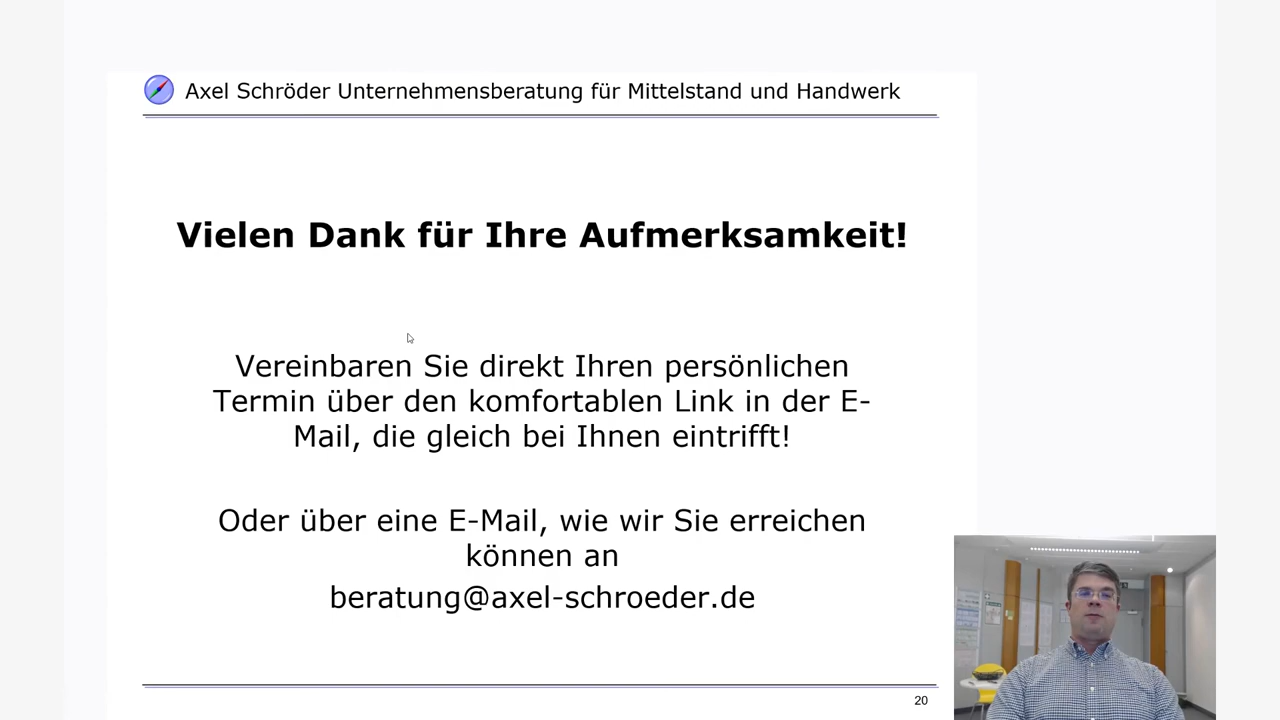 Axel Schröder Unternehmensberatung für Mittelstand und Handwerk
Vielen Dank für Ihre Aufmerksamkeit!
Vereinbaren Sie direkt Ihren persönlichen
Termin über den komfortablen Link in der E-
Mail, die gleich bei Ihnen eintrifft!
Oder über eine E-Mail, wie wir Sie erreichen
können an
beratung@axel-schroeder.de
20